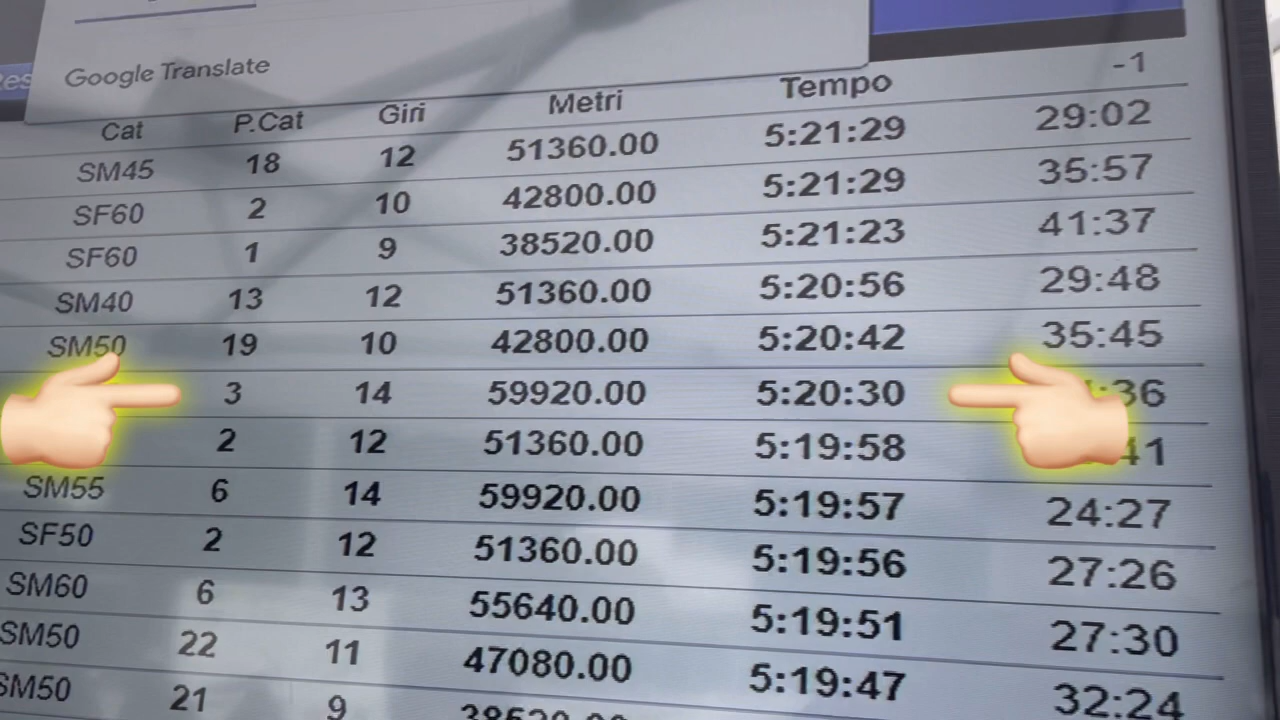 Google Translate
Cat P.Cat Giri Metri Tempo -1
SM45 18 12 51360.00 5:21:29 29:02
SF60 2 10 42800.00 5:21:29 35:57
SF60 1 9 38520.00 5:21:23 41:37
SM40 13 12 51360.00 5:20:56 29:48
SM50 19 10 42800.00 5:20:42 35:45
3 14 59920.00 5:20:30
2 12 51360.00 5:19:58
SM55 6 14 59920.00 5:19:57 24:27
SF50 2 12 51360.00 5:19:56 27:26
SM60 6 13 55640.00 5:19:51 27:30
SM50 22 11 47080.00 5:19:47 32:24
SM50 21 9